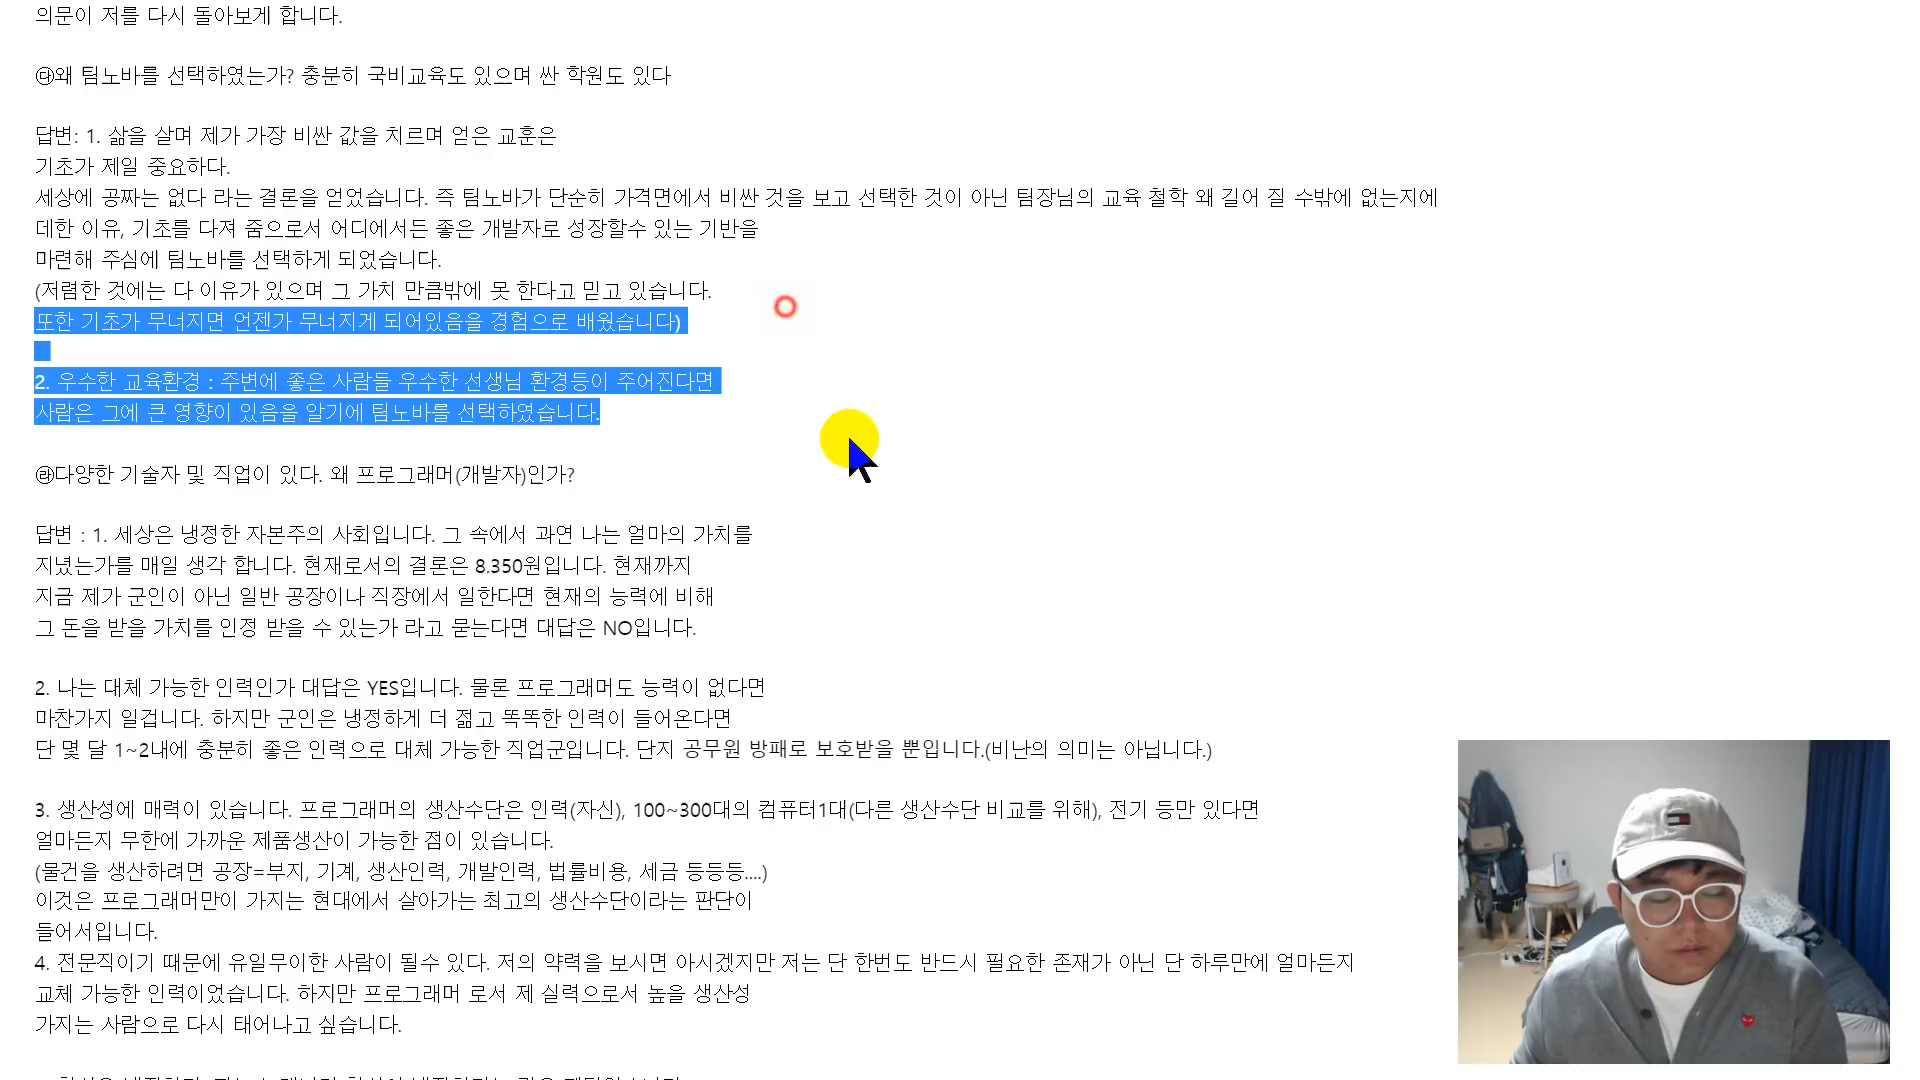 의문이 저를 다시 돌아보게 합니다.
㉰왜 팀노바를 선택하였는가? 충분히 국비교육도 있으며 싼 학원도 있다
답변: 1. 삶을 살며 제가 가장 비싼 값을 치르며 얻은 교훈은
기초가 제일 중요하다.
세상에 공짜는 없다 라는 결론을 얻었습니다. 즉 팀노바가 단순히 가격면에서 비싼 것을 보고 선택한 것이 아닌 팀장님의 교육 철학 왜 길어 질 수밖에 없는지에
데한 이유, 기초를 다져 줌으로서 어디에서든 좋은 개발자로 성장할수 있는 기반을
마련해 주심에 팀노바를 선택하게 되었습니다.
(저렴한 것에는 다 이유가 있으며 그 가치 만큼밖에 못 한다고 믿고 있습니다.
또한 기초가 무너지면 언젠가 무너지게 되어있음을 경험으로 배웠습니다)
2. 우수한 교육환경 : 주변에 좋은 사람들 우수한 선생님 환경등이 주어진다면
사람은 그에 큰 영향이 있음을 알기에 팀노바를 선택하였습니다.
㉱다양한 기술자 및 직업이 있다. 왜 프로그래머(개발자)인가?
답변 : 1. 세상은 냉정한 자본주의 사회입니다. 그 속에서 과연 나는 얼마의 가치를
지녔는가를 매일 생각 합니다. 현재로서의 결론은 8.350원입니다. 현재까지
지금 제가 군인이 아닌 일반 공장이나 직장에서 일한다면 현재의 능력에 비해
그 돈을 받을 가치를 인정 받을 수 있는가 라고 묻는다면 대답은 NO입니다.
2. 나는 대체 가능한 인력인가 대답은 YES입니다. 물론 프로그래머도 능력이 없다면
마찬가지 일겁니다. 하지만 군인은 냉정하게 더 젊고 똑똑한 인력이 들어온다면
단 몇 달 1~2내에 충분히 좋은 인력으로 대체 가능한 직업군입니다. 단지 공무원 방패로 보호받을 뿐입니다.(비난의 의미는 아닙니다.)
3. 생산성에 매력이 있습니다. 프로그래머의 생산수단은 인력(자신), 100~300대의 컴퓨터1대(다른 생산수단 비교를 위해), 전기 등만 있다면
얼마든지 무한에 가까운 제품생산이 가능한 점이 있습니다.
(물건을 생산하려면 공장=부지, 기계, 생산인력, 개발인력, 법률비용, 세금 등등등....)
이것은 프로그래머만이 가지는 현대에서 살아가는 최고의 생산수단이라는 판단이
들어서입니다.
4. 전문직이기 때문에 유일무이한 사람이 될수 있다. 저의 약력을 보시면 아시겠지만 저는 단 한번도 반드시 필요한 존재가 아닌 단 하루만에 얼마든지
교체 가능한 인력이었습니다. 하지만 프로그래머 로서 제 실력으로서 높을 생산성
가지는 사람으로 다시 태어나고 싶습니다.